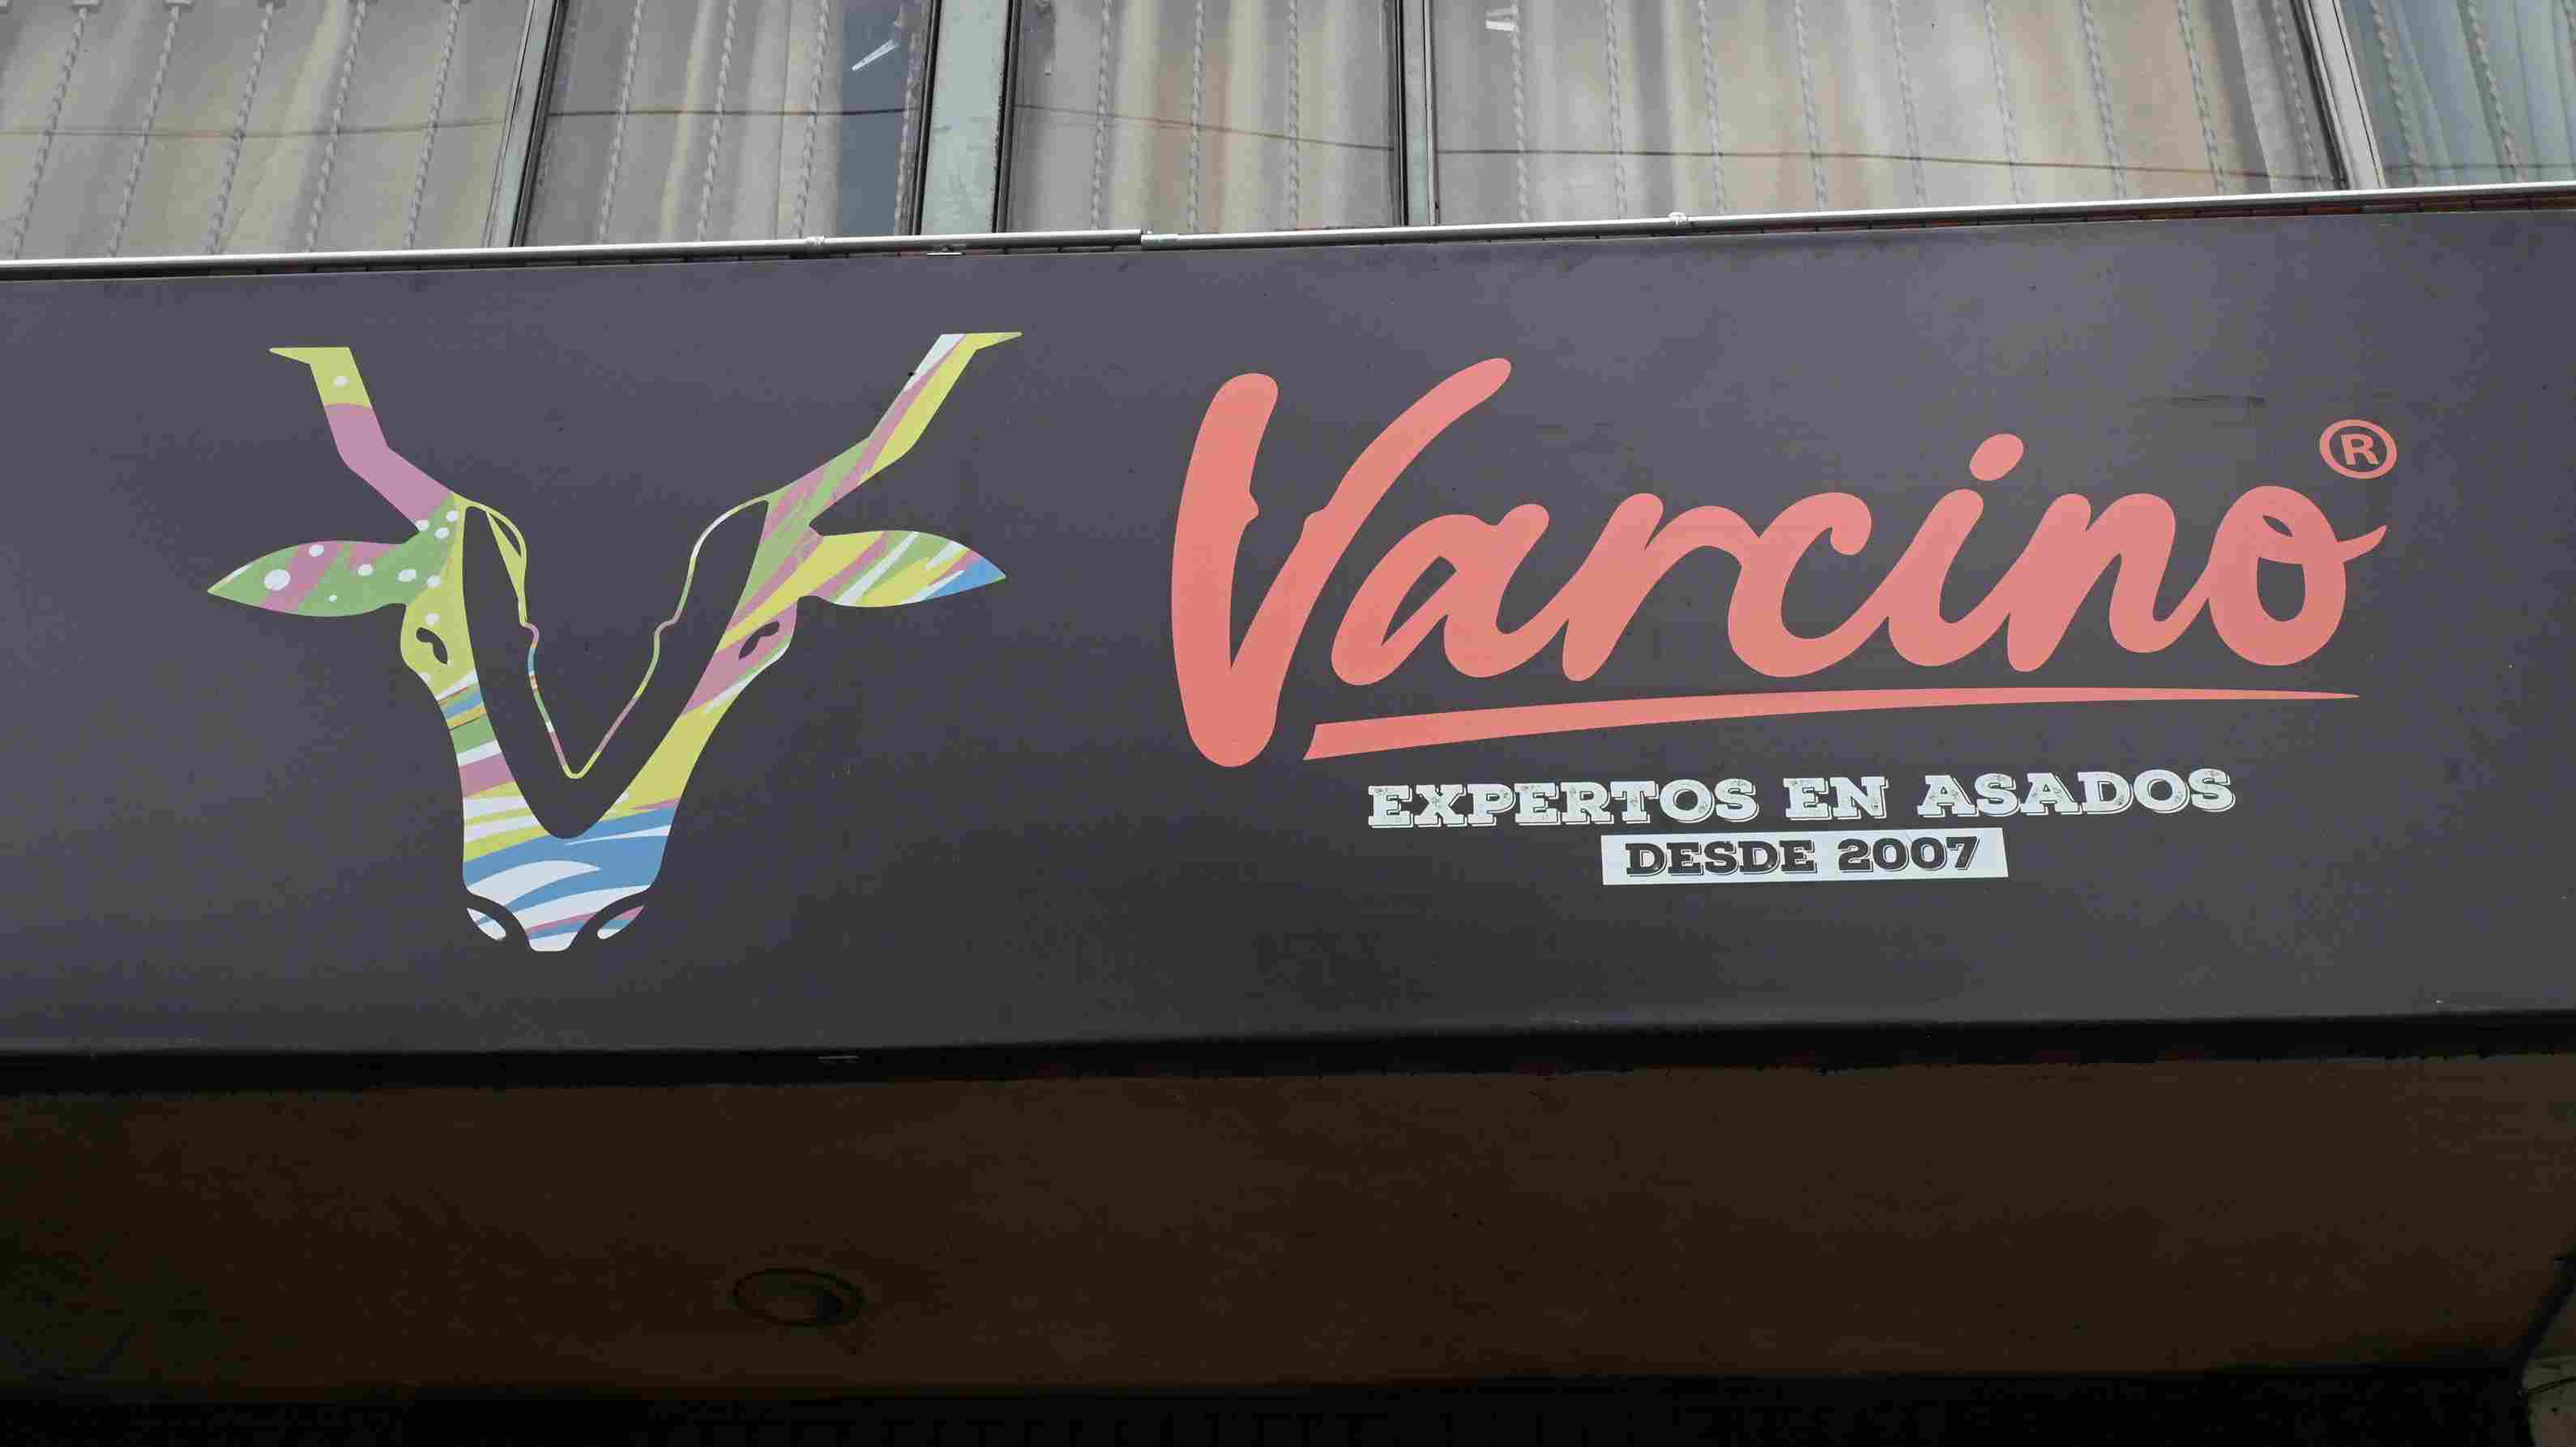 Varcino®
EXPERTOS EN ASADOS
DESDE 2007